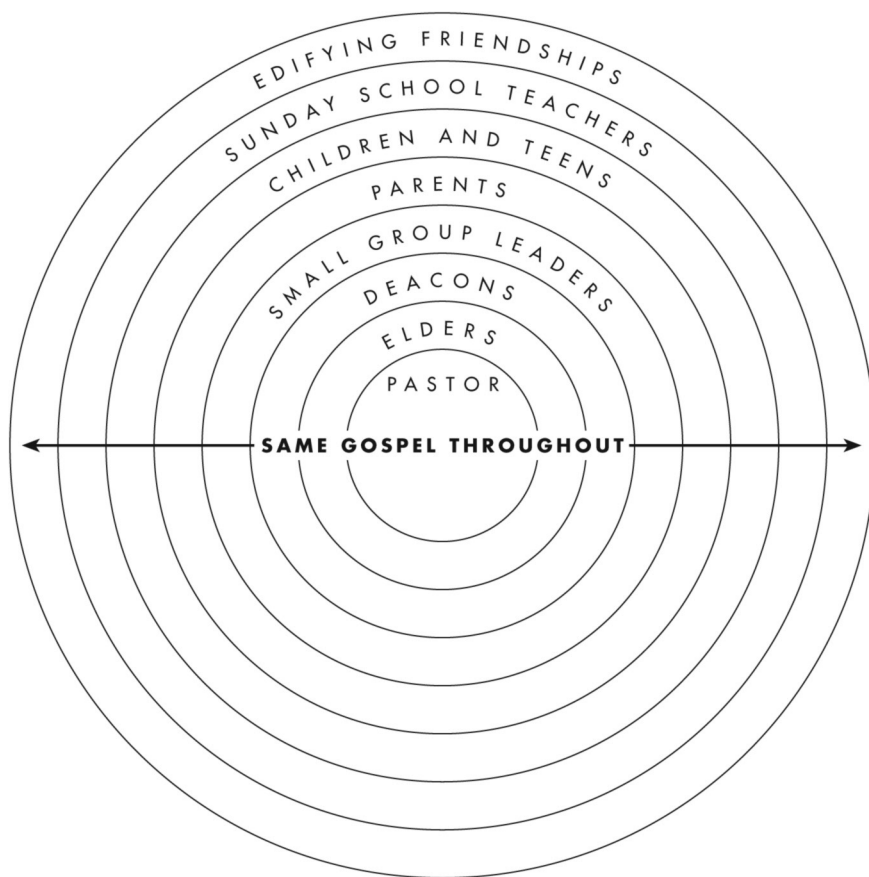 EDIFYING FRIENDSHIPS
SUNDAY SCHOOL TEACHERS
CHILDREN AND TEENS
PARENTS
SMALL GROUP LEADERS
DEACONS
ELDERS
PASTOR
SAME GOSPEL THROUGHOUT